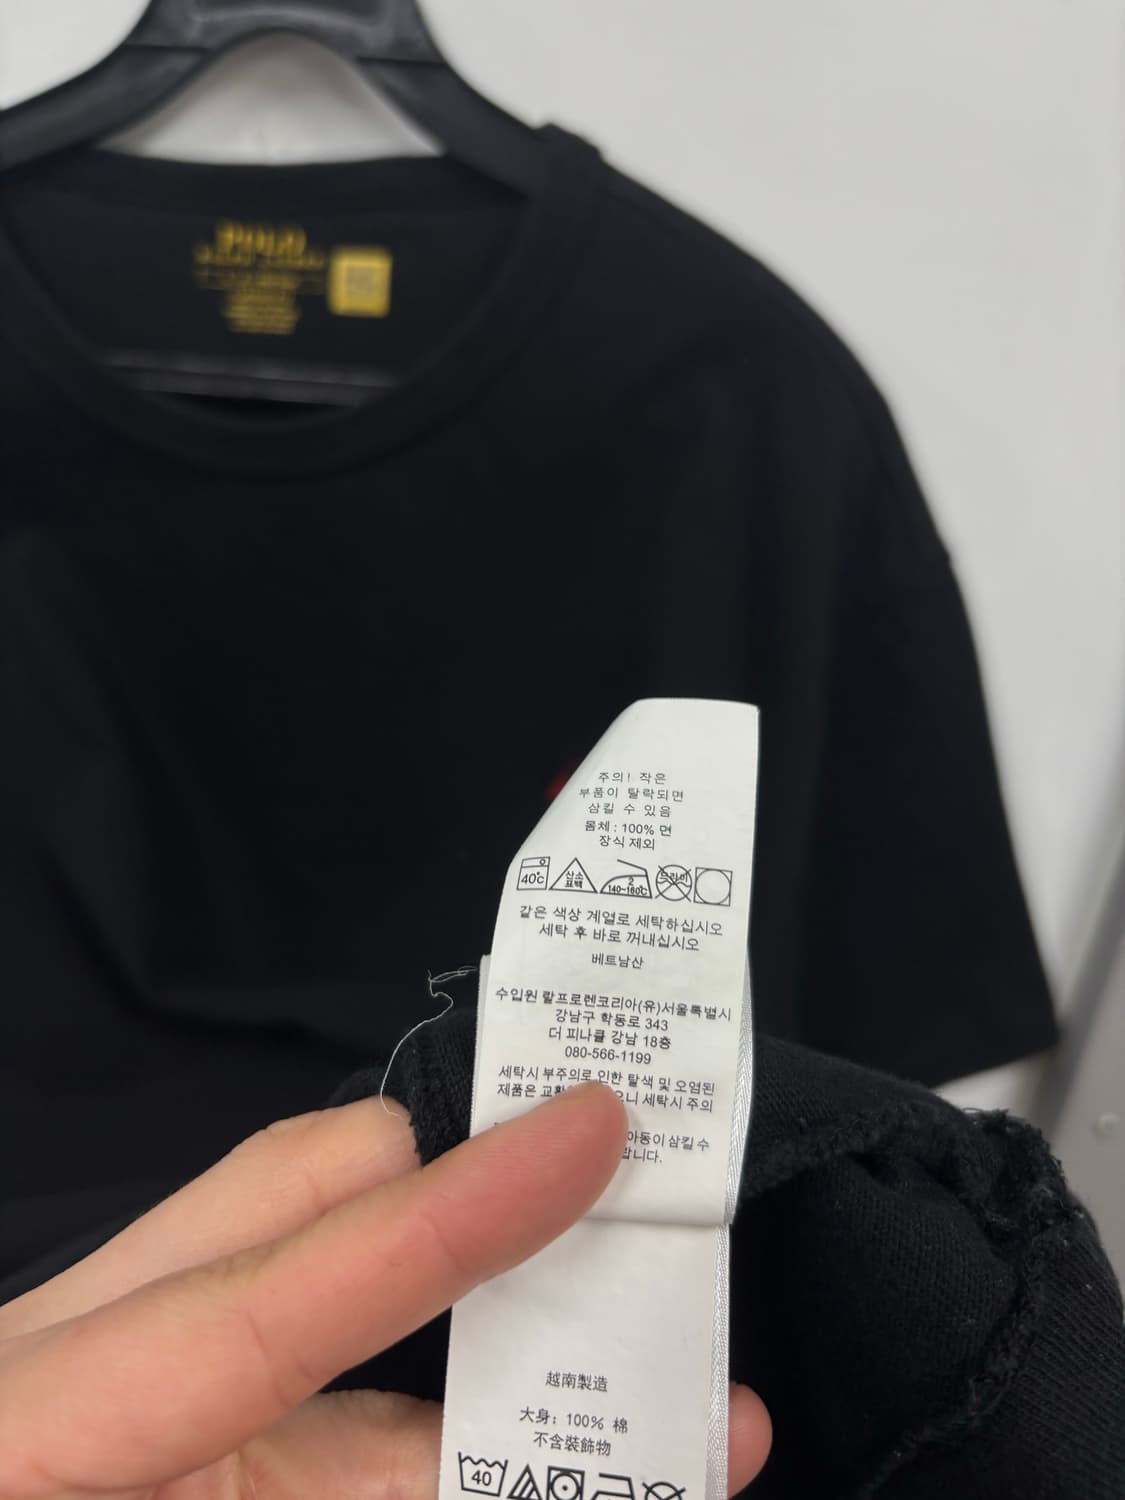 POLO
주의! 작은
부품이 탈락되면
삼킬 수 있음
몸체 : 100% 면
장식 제외
40℃
산소
표백
2
140~160℃
드라이
같은 색상 계열로 세탁하십시오
세탁 후 바로 꺼내십시오
베트남산
수입원 랄프로렌코리아(유)서울특별시
강남구 학동로 343
더 피나클 강남 18층
080-566-1199
세탁시 부주의로 인한 탈색 및 오염된
제품은 세탁시 주의
아동이 삼킬 수
랍니다.
越南製造
大身: 100% 棉
不含裝飾物
40